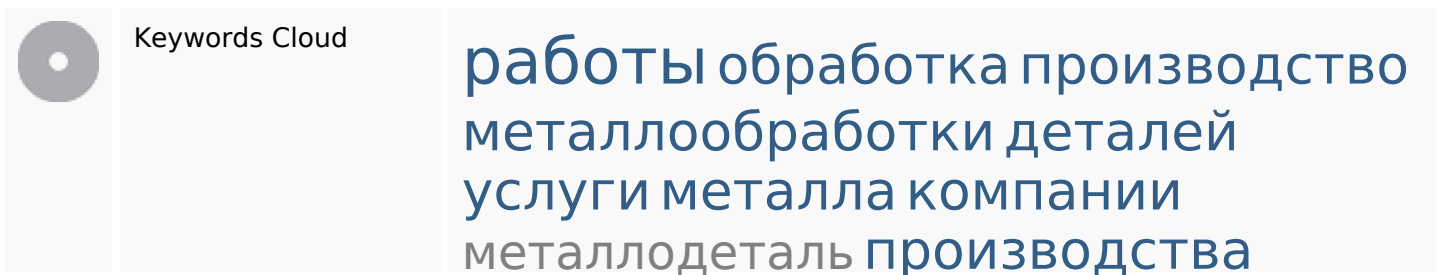 Keywords Cloud
работы обработка производство
металлообработки деталей
услуги металла компании
металлодеталь производства